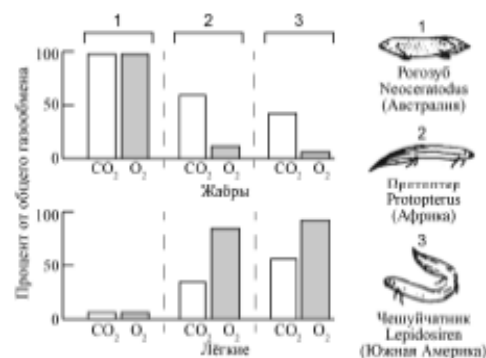 1 2 3
Процент от общего газообмена
100
50
0
CO₂ O₂ CO₂ O₂ CO₂ O₂
Жабры
100
50
0
CO₂ O₂ CO₂ O₂ CO₂ O₂
Лёгкие
1
Рогозуб
Neoceratodus
(Австралия)
2
Протоптер
Protopterus
(Африка)
3
Чешуйчатник
Lepidosiren
(Южная Америка)